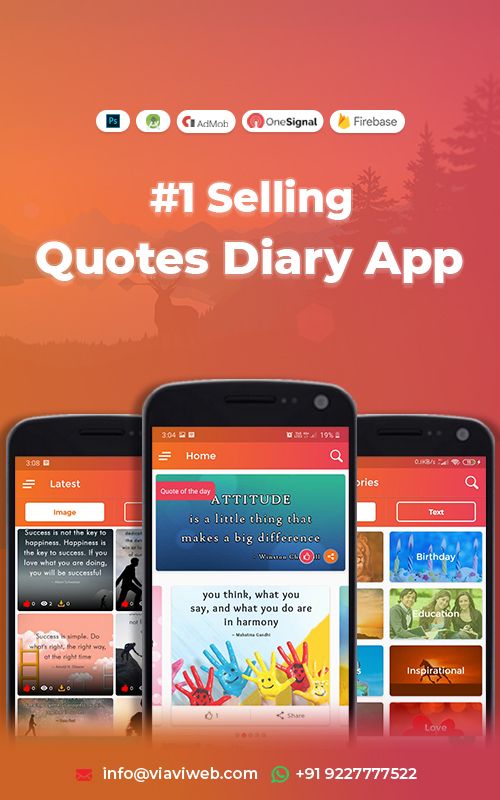 Ps
AdMob
OneSignal
Firebase
#1 Selling
Quotes Diary App
3:08
Latest
Image
Success is not the key to
happiness. Happiness is
the key to success. If you
love what you are doing,
you will be successful
~ Albert Schweitzer
0 2 0
Success is simple. Do
what's right, the right way,
at the right time
0 0 0
3:04
19%
Home
Quote of the day
ATTITUDE
is a little thing that
makes a big difference
~ Winston
you think, what you
say, and what you do are
In harmony
~ Mahatma Gandhi
1
Share
0.1KB/s
Text
Birthday
Education
Inspirational
Love
info@viaviweb.com
+91 9227777522